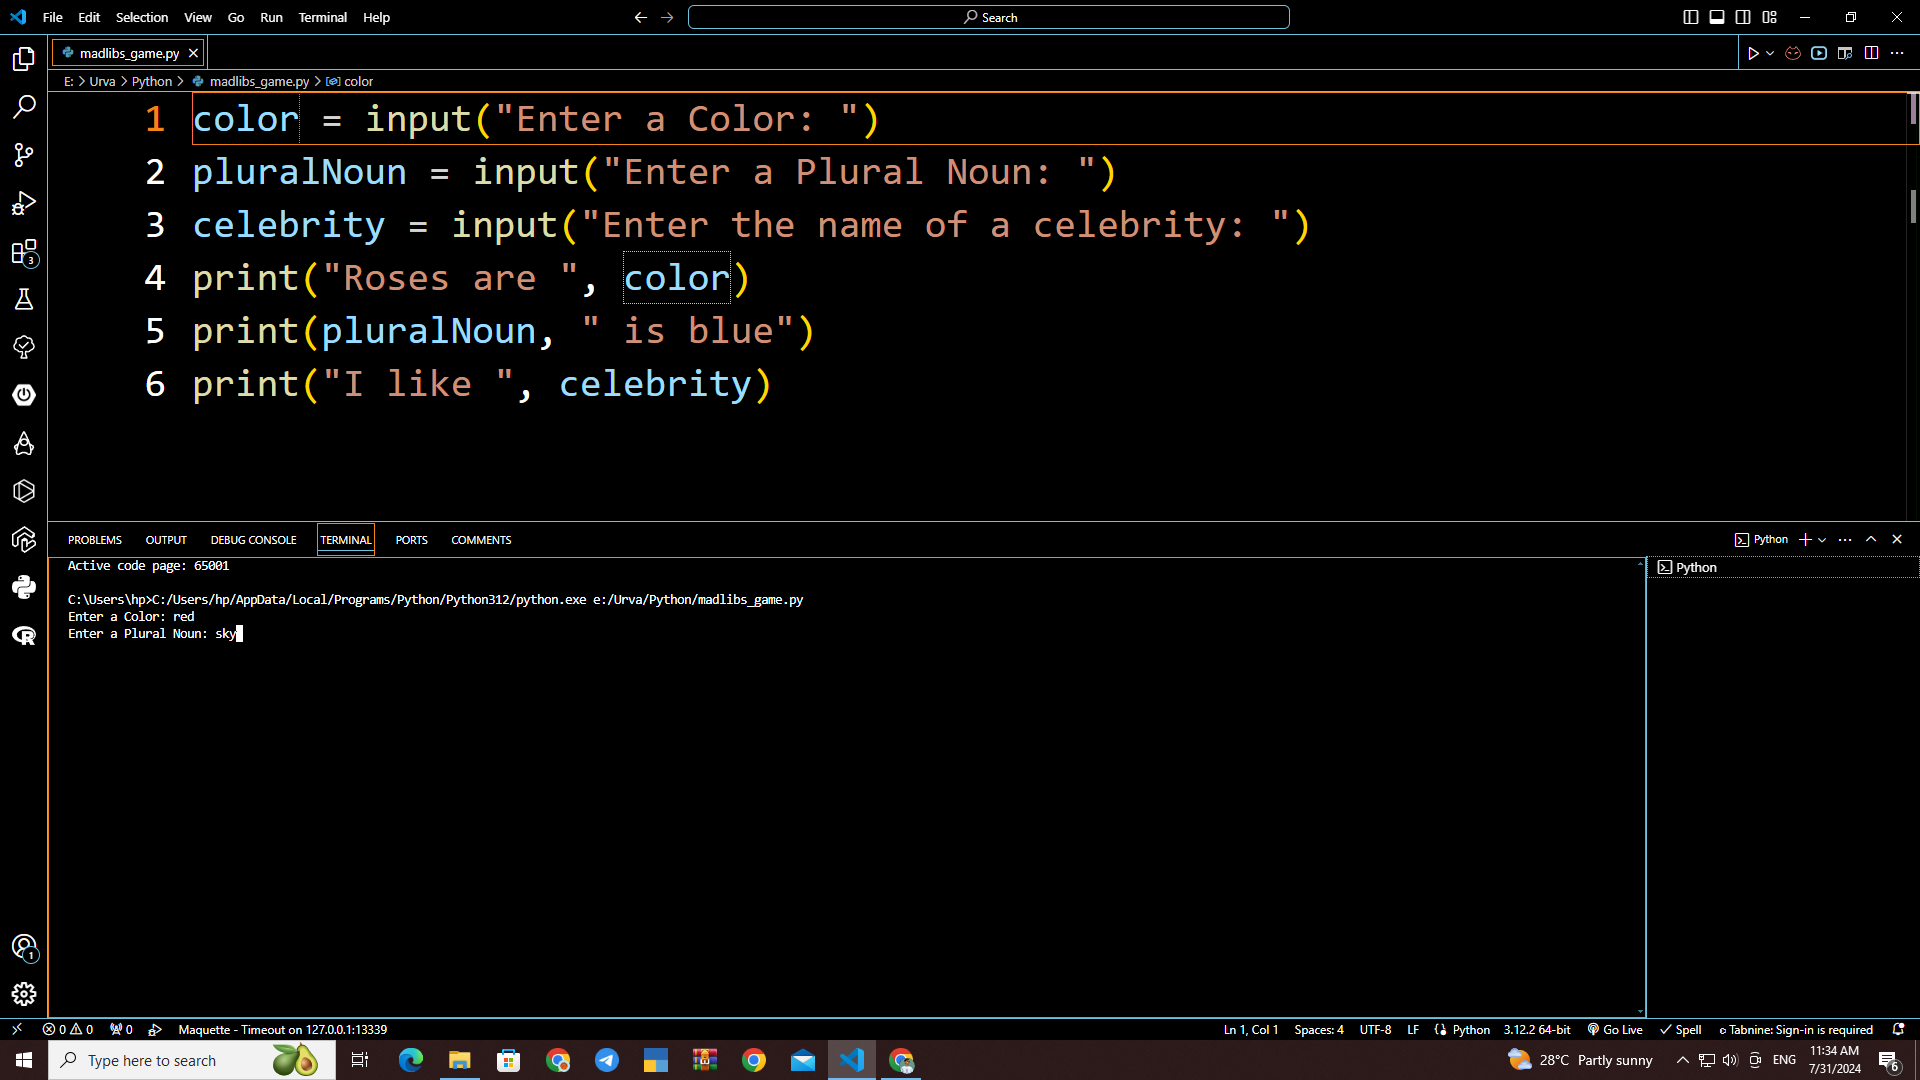 File Edit Selection View Go Run Terminal Help
Search
madlibs_game.py
E: > Urva > Python > madlibs_game.py > color
1 color = input("Enter a Color: ")
2 pluralNoun = input("Enter a Plural Noun: ")
3 celebrity = input("Enter the name of a celebrity: ")
4 print("Roses are ", color)
5 print(pluralNoun, " is blue")
6 print("I like ", celebrity)
3
PROBLEMS OUTPUT DEBUG CONSOLE TERMINAL PORTS COMMENTS
Python
Python
Active code page: 65001
C:\Users\hp>C:/Users/hp/AppData/Local/Programs/Python/Python312/python.exe e:/Urva/Python/madlibs_game.py
Enter a Color: red
Enter a Plural Noun: sky
1
0 0 0 Maquette - Timeout on 127.0.0.1:13339
Ln 1, Col 1 Spaces: 4 UTF-8 LF Python 3.12.2 64-bit Go Live Spell Tabnine: Sign-in is required
Type here to search
28°C Partly sunny ENG
11:34 AM
7/31/2024
6